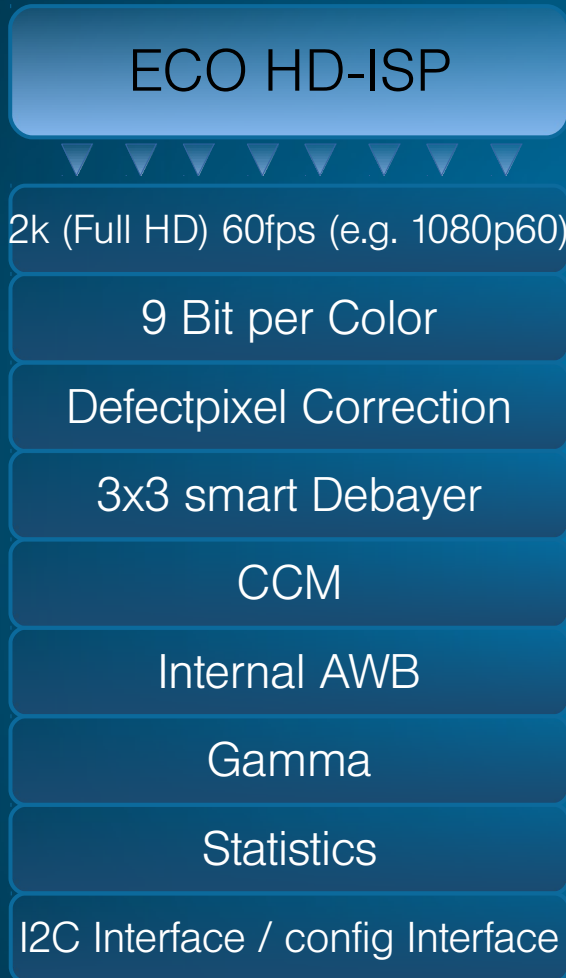 ECO HD-ISP
2k (Full HD) 60fps (e.g. 1080p60)
9 Bit per Color
Defectpixel Correction
3x3 smart Debayer
CCM
Internal AWB
Gamma
Statistics
I2C Interface / config Interface